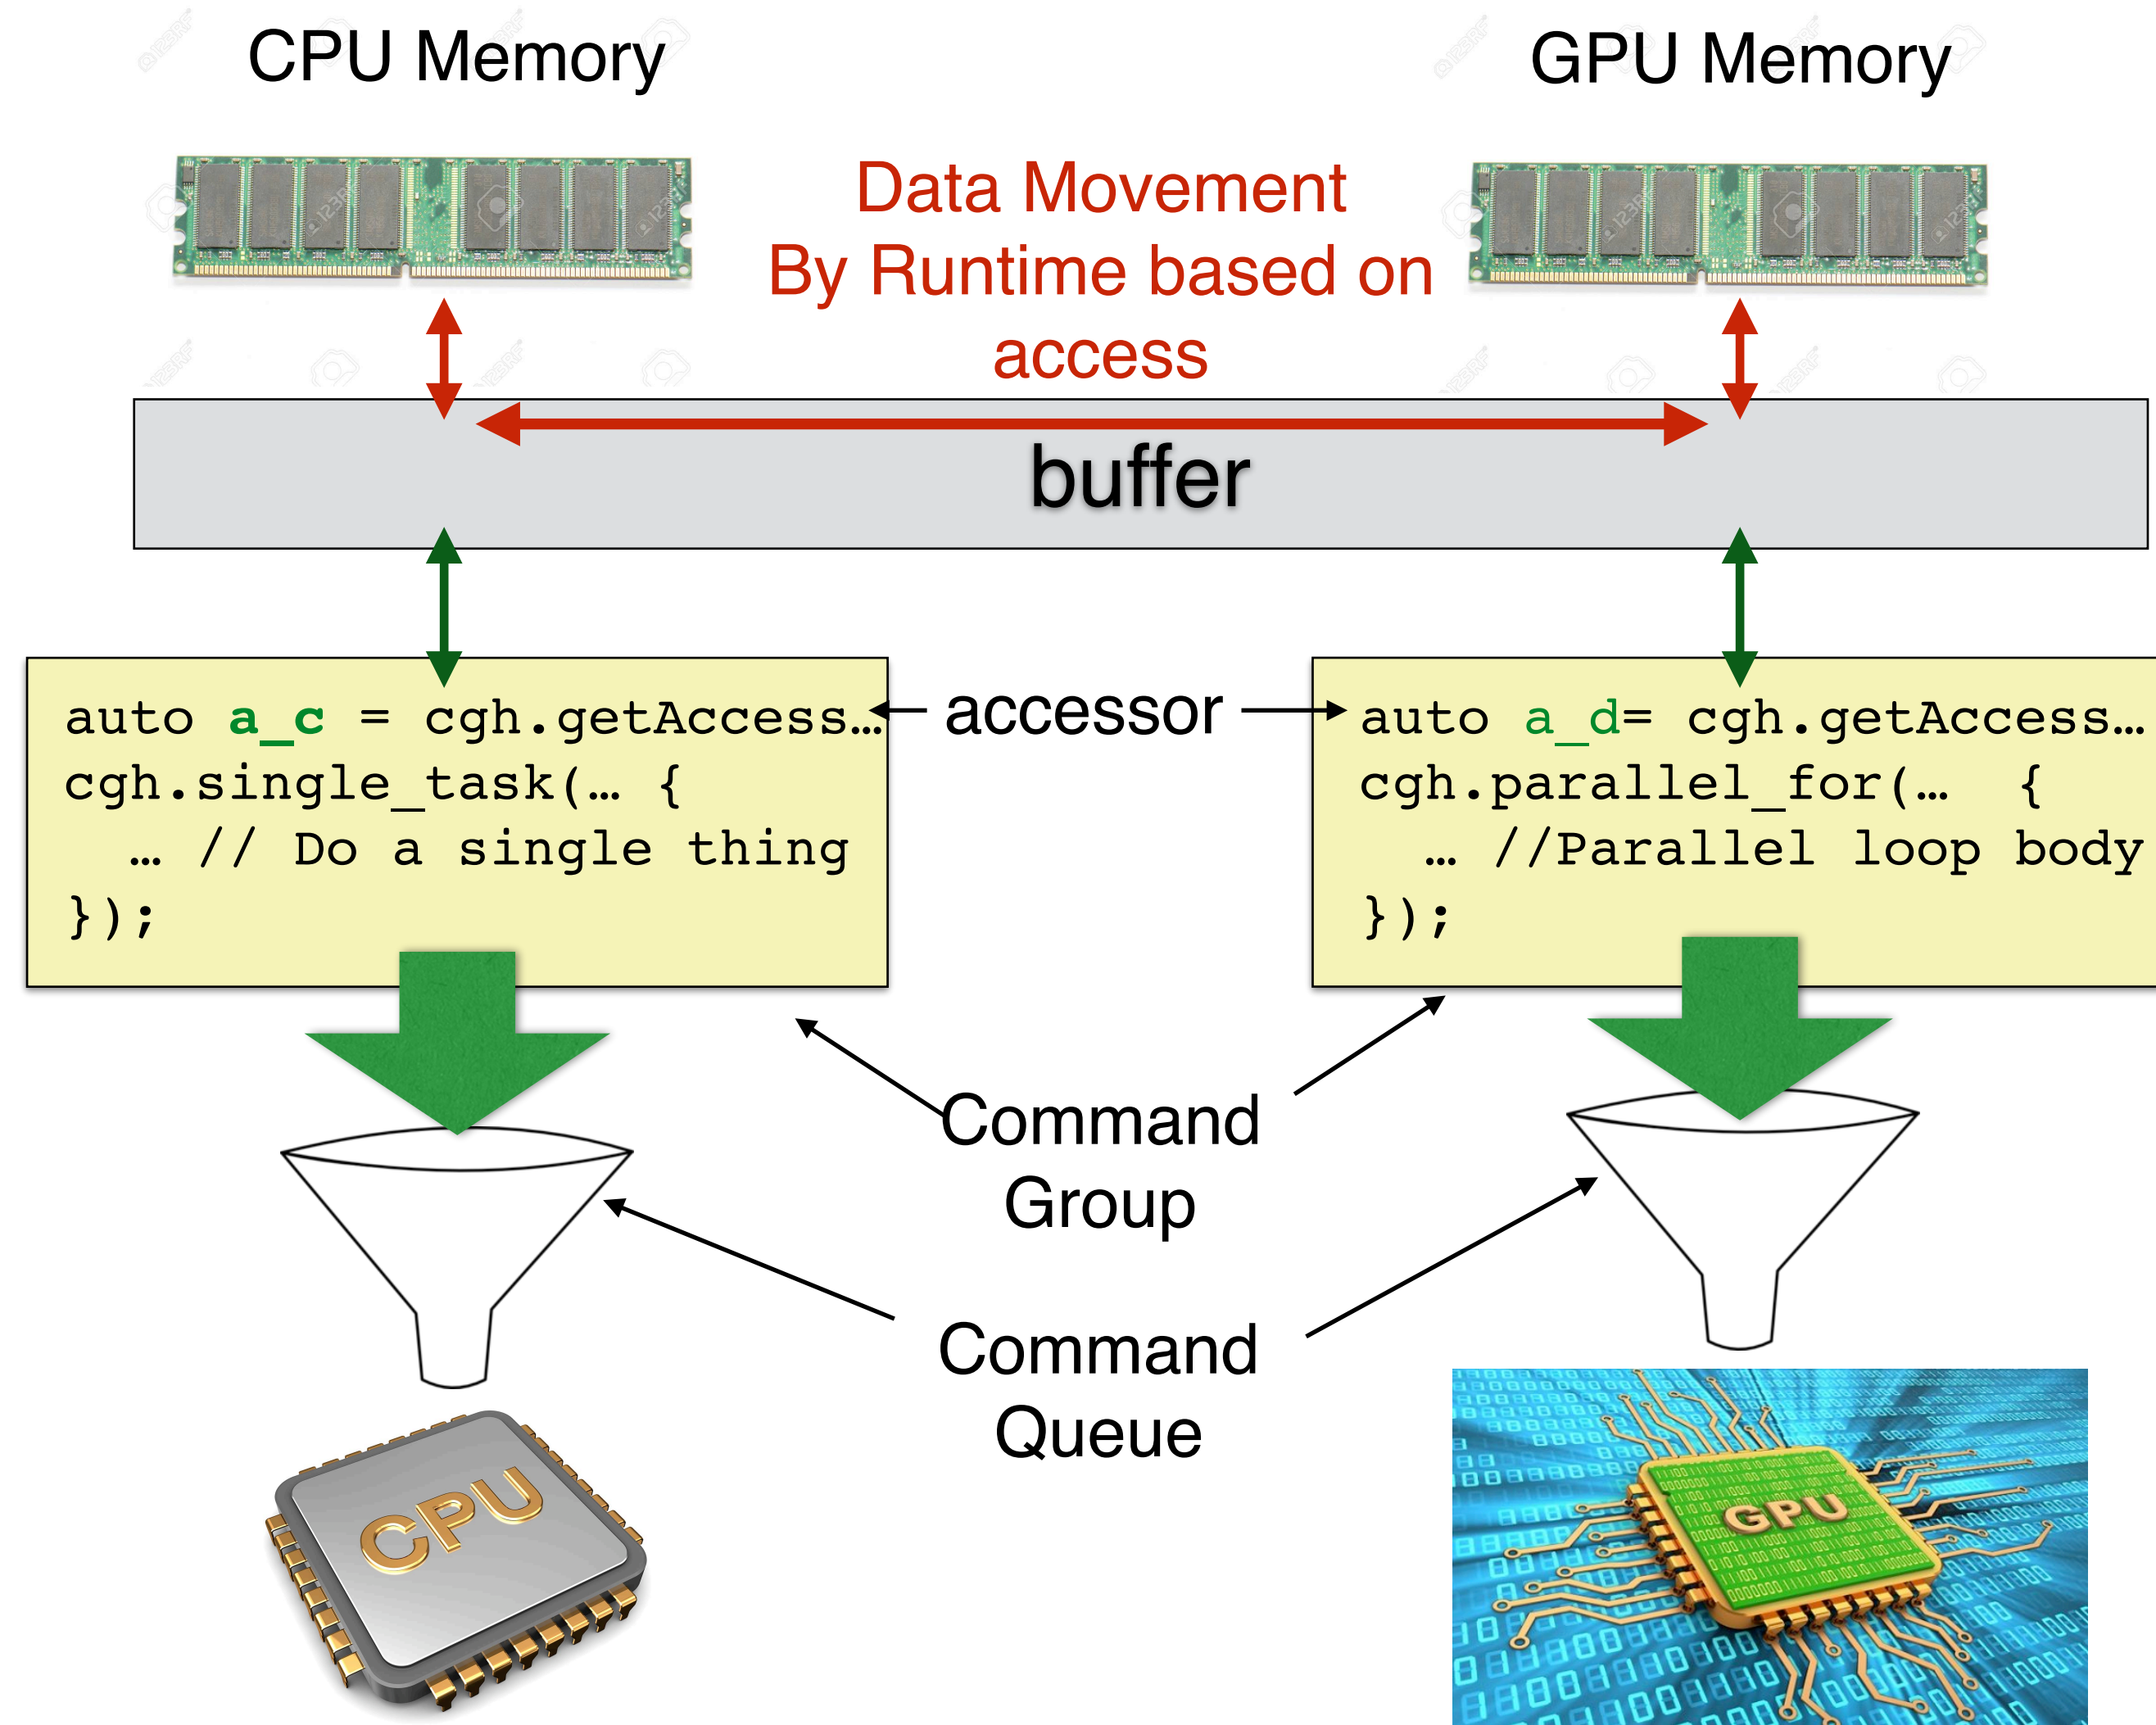 CPU Memory
GPU Memory
Data Movement
By Runtime based on
access
buffer
auto a_c = cgh.getAccess…
cgh.single_task(… {
… // Do a single thing
});
accessor
auto a_d= cgh.getAccess…
cgh.parallel_for(… {
… //Parallel loop body
});
Command
Group
Command
Queue
CPU
GPU